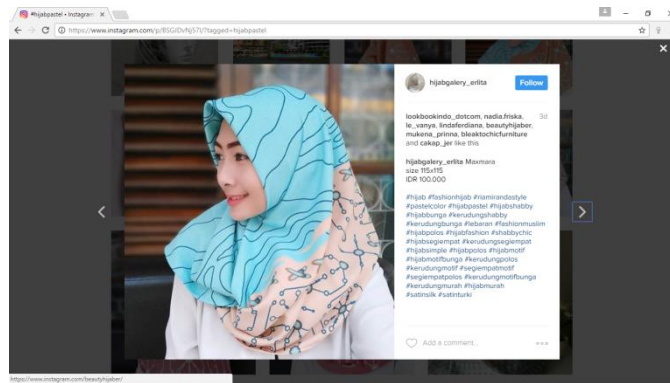 #hijabpastel • Instagram
https://www.instagram.com/p/BSGJDvNj57l/?tagged=hijabpastel
hijabgalery_erlita Follow
lookbookindo_dotcom, nadia.friska, 3d
le_vanya, lindaferdiana, beautyhijaber,
mukena_prinna, bleaktochicfurniture
and cakap_jer like this
hijabgalery_erlita Maxmara
size 115x115
IDR 100.000
#hijab #fashionhijab #riamirandastyle
#pastelcolor #hijabpastel #hijabshabby
#hijabbunga #kerudungshabby
#kerudungbunga #lebaran #fashionmuslim
#hijabpolos #hijabfashion #shabbychic
#hijabsegiempat #kerudungsegiempat
#hijabsimple #hijabpolos #hijabmotif
#hijabmotifbunga #kerudungpolos
#kerudungmotif #segiempatmotif
#segiempatpolos #kerudungmotifbunga
#kerudungmurah #hijabmurah
#satinsilk #satinturki
Add a comment...
https://www.instagram.com/beautyhijaber/